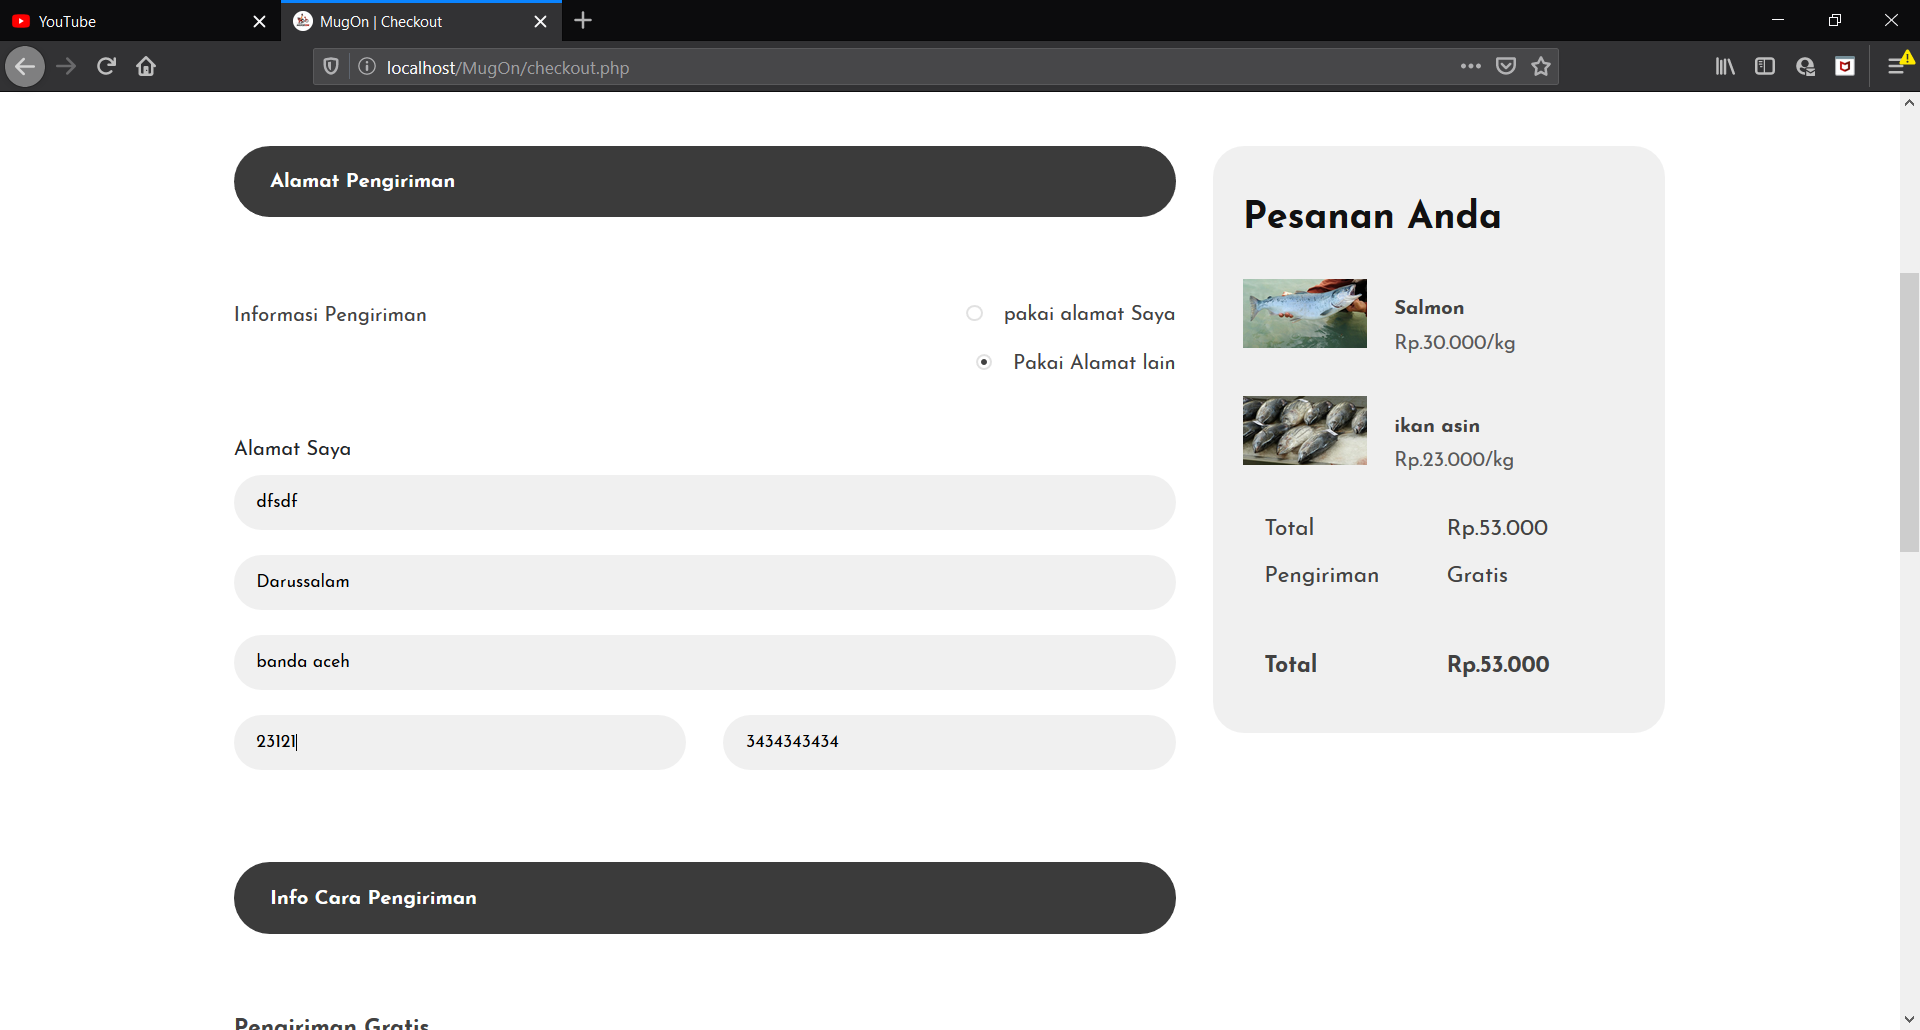 YouTube
MugOn | Checkout
localhost/MugOn/checkout.php
Alamat Pengiriman
Informasi Pengiriman
pakai alamat Saya
Pakai Alamat lain
Alamat Saya
dfsdf
Darussalam
banda aceh
23121
3434343434
Info Cara Pengiriman
Pengiriman Gratis
Pesanan Anda
Salmon
Rp.30.000/kg
ikan asin
Rp.23.000/kg
Total Rp.53.000
Pengiriman Gratis
Total Rp.53.000